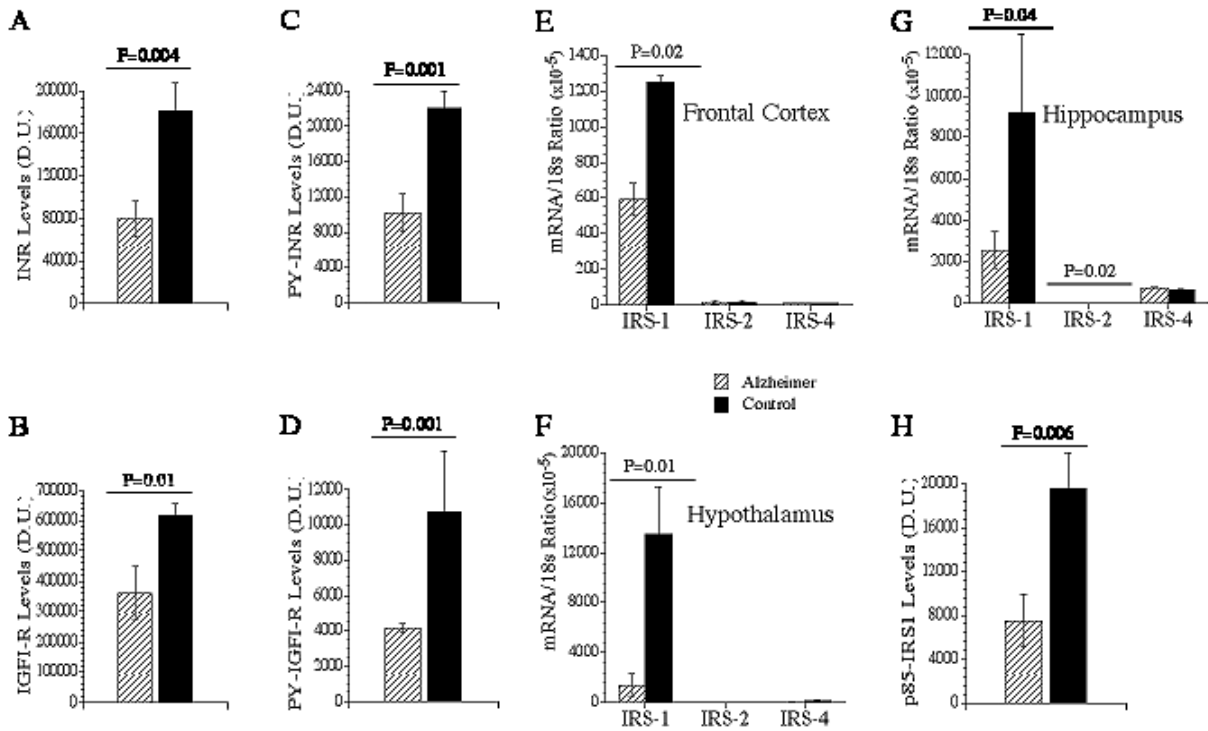 A
P=0.004
INR Levels (D.U.)
200000
160000
120000
80000
40000
0
C
P=0.001
PY-INR Levels (D.U.)
24000
20000
16000
12000
8000
4000
0
E
P=0.02
Frontal Cortex
mRNA/18s Ratio (x10-5)
1400
1200
1000
800
600
400
200
0
IRS-1 IRS-2 IRS-4
G
P=0.04
Hippocampus
P=0.02
mRNA/18s Ratio (x10-5)
12000
10000
8000
6000
4000
2000
0
IRS-1 IRS-2 IRS-4
Alzheimer
Control
B
P=0.01
IGFI-R Levels (D.U.)
700000
600000
500000
400000
300000
200000
100000
0
D
P=0.001
PY-IGFI-R Levels (D.U.)
12000
10000
8000
6000
4000
2000
0
F
P=0.01
Hypothalamus
mRNA/18s Ratio (x10-5)
20000
16000
12000
8000
4000
0
IRS-1 IRS-2 IRS-4
H
P=0.006
p85-IRS1 Levels (D.U.)
20000
16000
12000
8000
4000
0